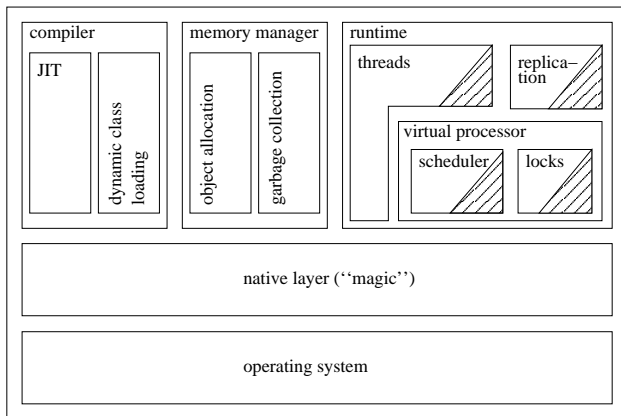 compiler
JIT
dynamic class
loading
memory manager
object allocation
garbage collection
runtime
threads
replica–
tion
virtual processor
scheduler
locks
native layer (‘‘magic’’)
operating system